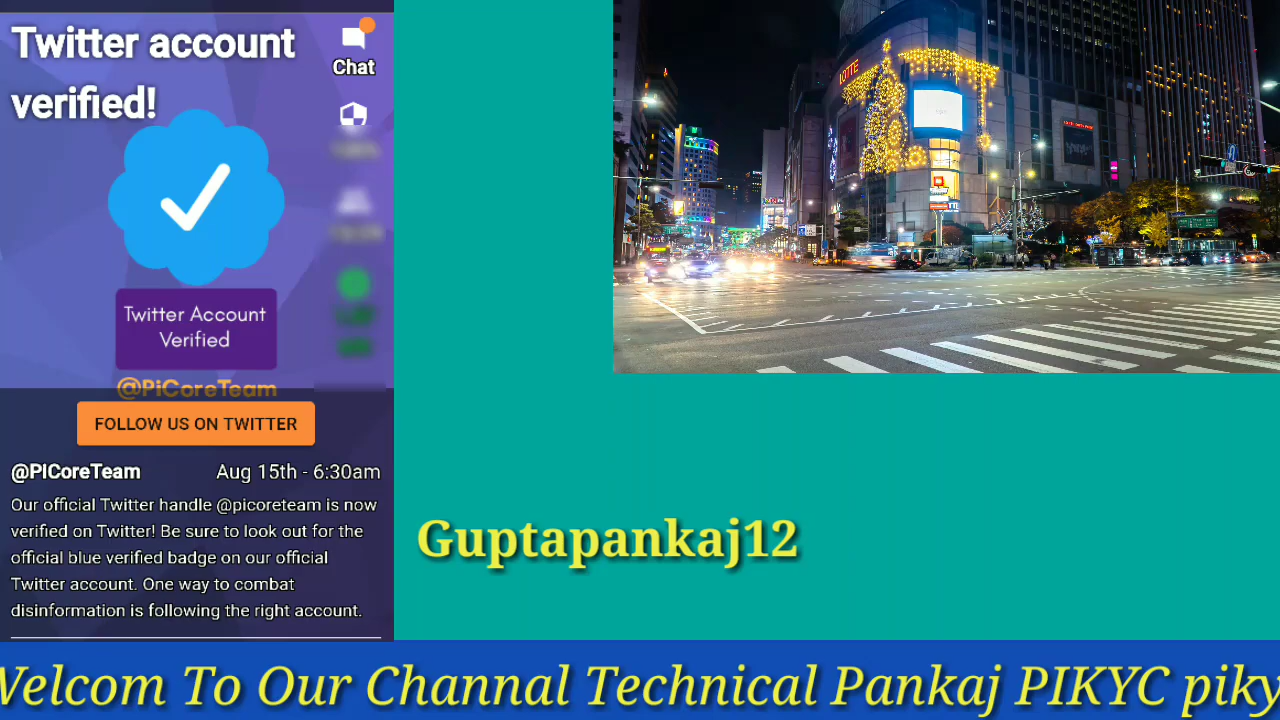 Twitter account
verified!
Chat
Twitter Account
Verified
@PiCoreTeam
FOLLOW US ON TWITTER
@PiCoreTeam Aug 15th - 6:30am
Our official Twitter handle @picoreteam is now
verified on Twitter! Be sure to look out for the
official blue verified badge on our official
Twitter account. One way to combat
disinformation is following the right account.
LOTTE
Guptapankaj12
Welcom To Our Channal Technical Pankaj PIKYC piky